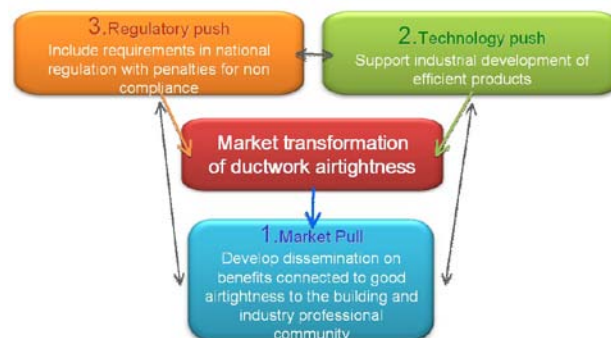 3.Regulatory push
Include requirements in national
regulation with penalties for non
compliance
2.Technology push
Support industrial development of
efficient products
Market transformation
of ductwork airtightness
1.Market Pull
Develop dissemination on
benefits connected to good
airtightness to the building and
industry professional
community